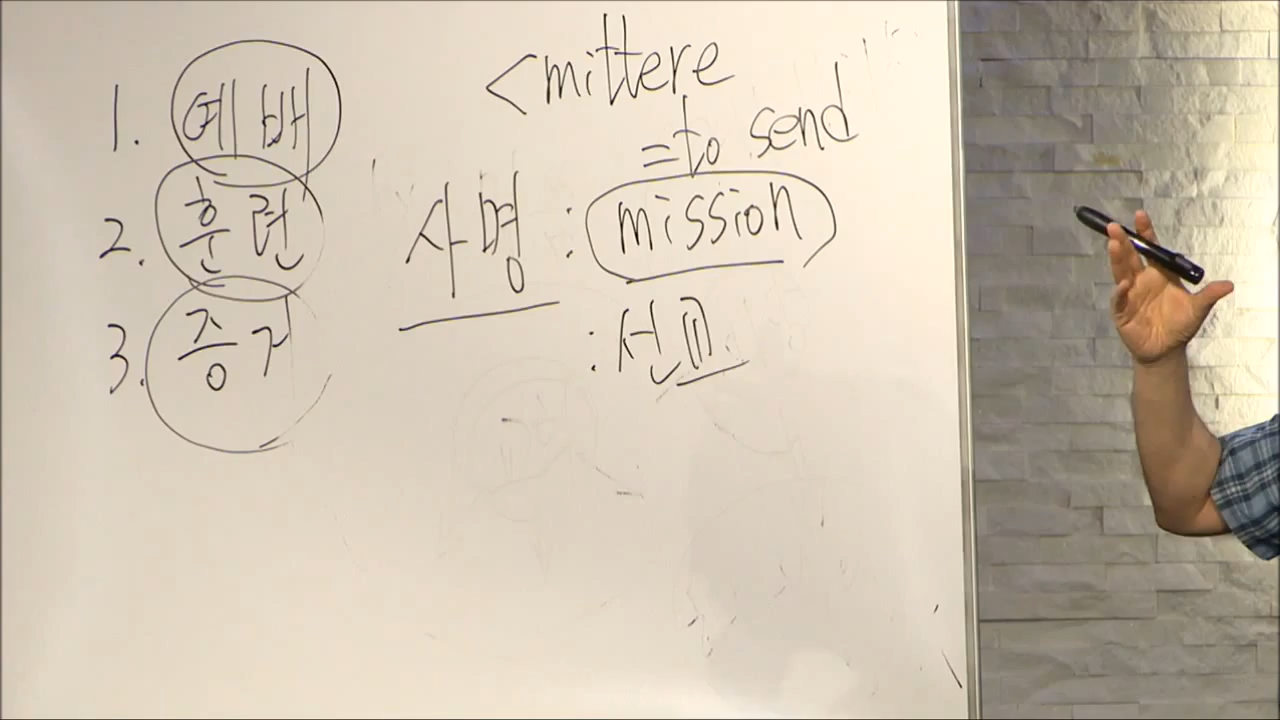 1. 예배
2. 훈련
3. 증거
<mittere
=to send
사명 : mission
: 선교